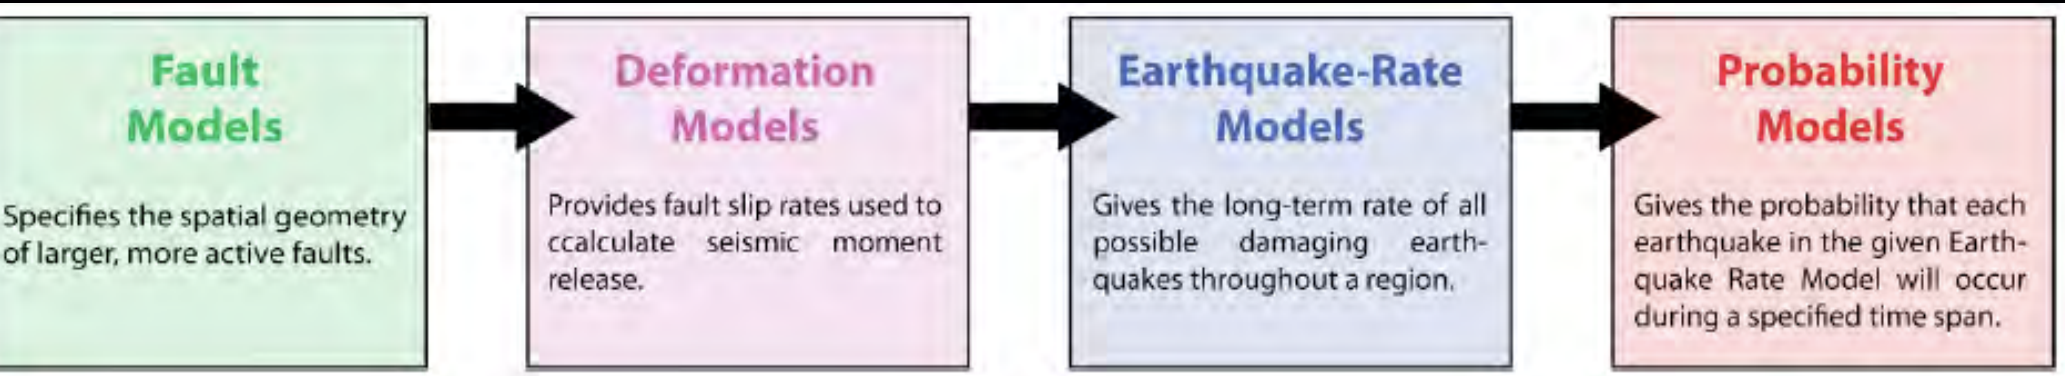 Fault
Models
Specifies the spatial geometry
of larger, more active faults.
Deformation
Models
Provides fault slip rates used to
ccalculate seismic moment
release.
Earthquake-Rate
Models
Gives the long-term rate of all
possible damaging earth-
quakes throughout a region.
Probability
Models
Gives the probability that each
earthquake in the given Earth-
quake Rate Model will occur
during a specified time span.